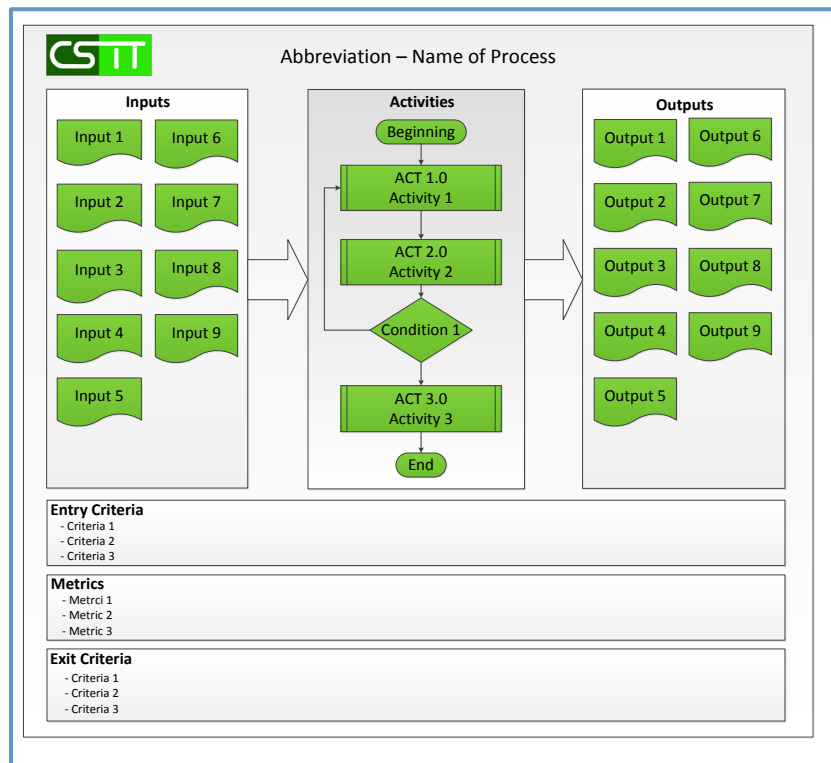 CSIT
Abbreviation – Name of Process
Inputs
Input 1
Input 6
Input 2
Input 7
Input 3
Input 8
Input 4
Input 9
Input 5
Activities
Beginning
ACT 1.0
Activity 1
ACT 2.0
Activity 2
Condition 1
ACT 3.0
Activity 3
End
Outputs
Output 1
Output 6
Output 2
Output 7
Output 3
Output 8
Output 4
Output 9
Output 5
Entry Criteria
- Criteria 1
- Criteria 2
- Criteria 3
Metrics
- Metrci 1
- Metric 2
- Metric 3
Exit Criteria
- Criteria 1
- Criteria 2
- Criteria 3